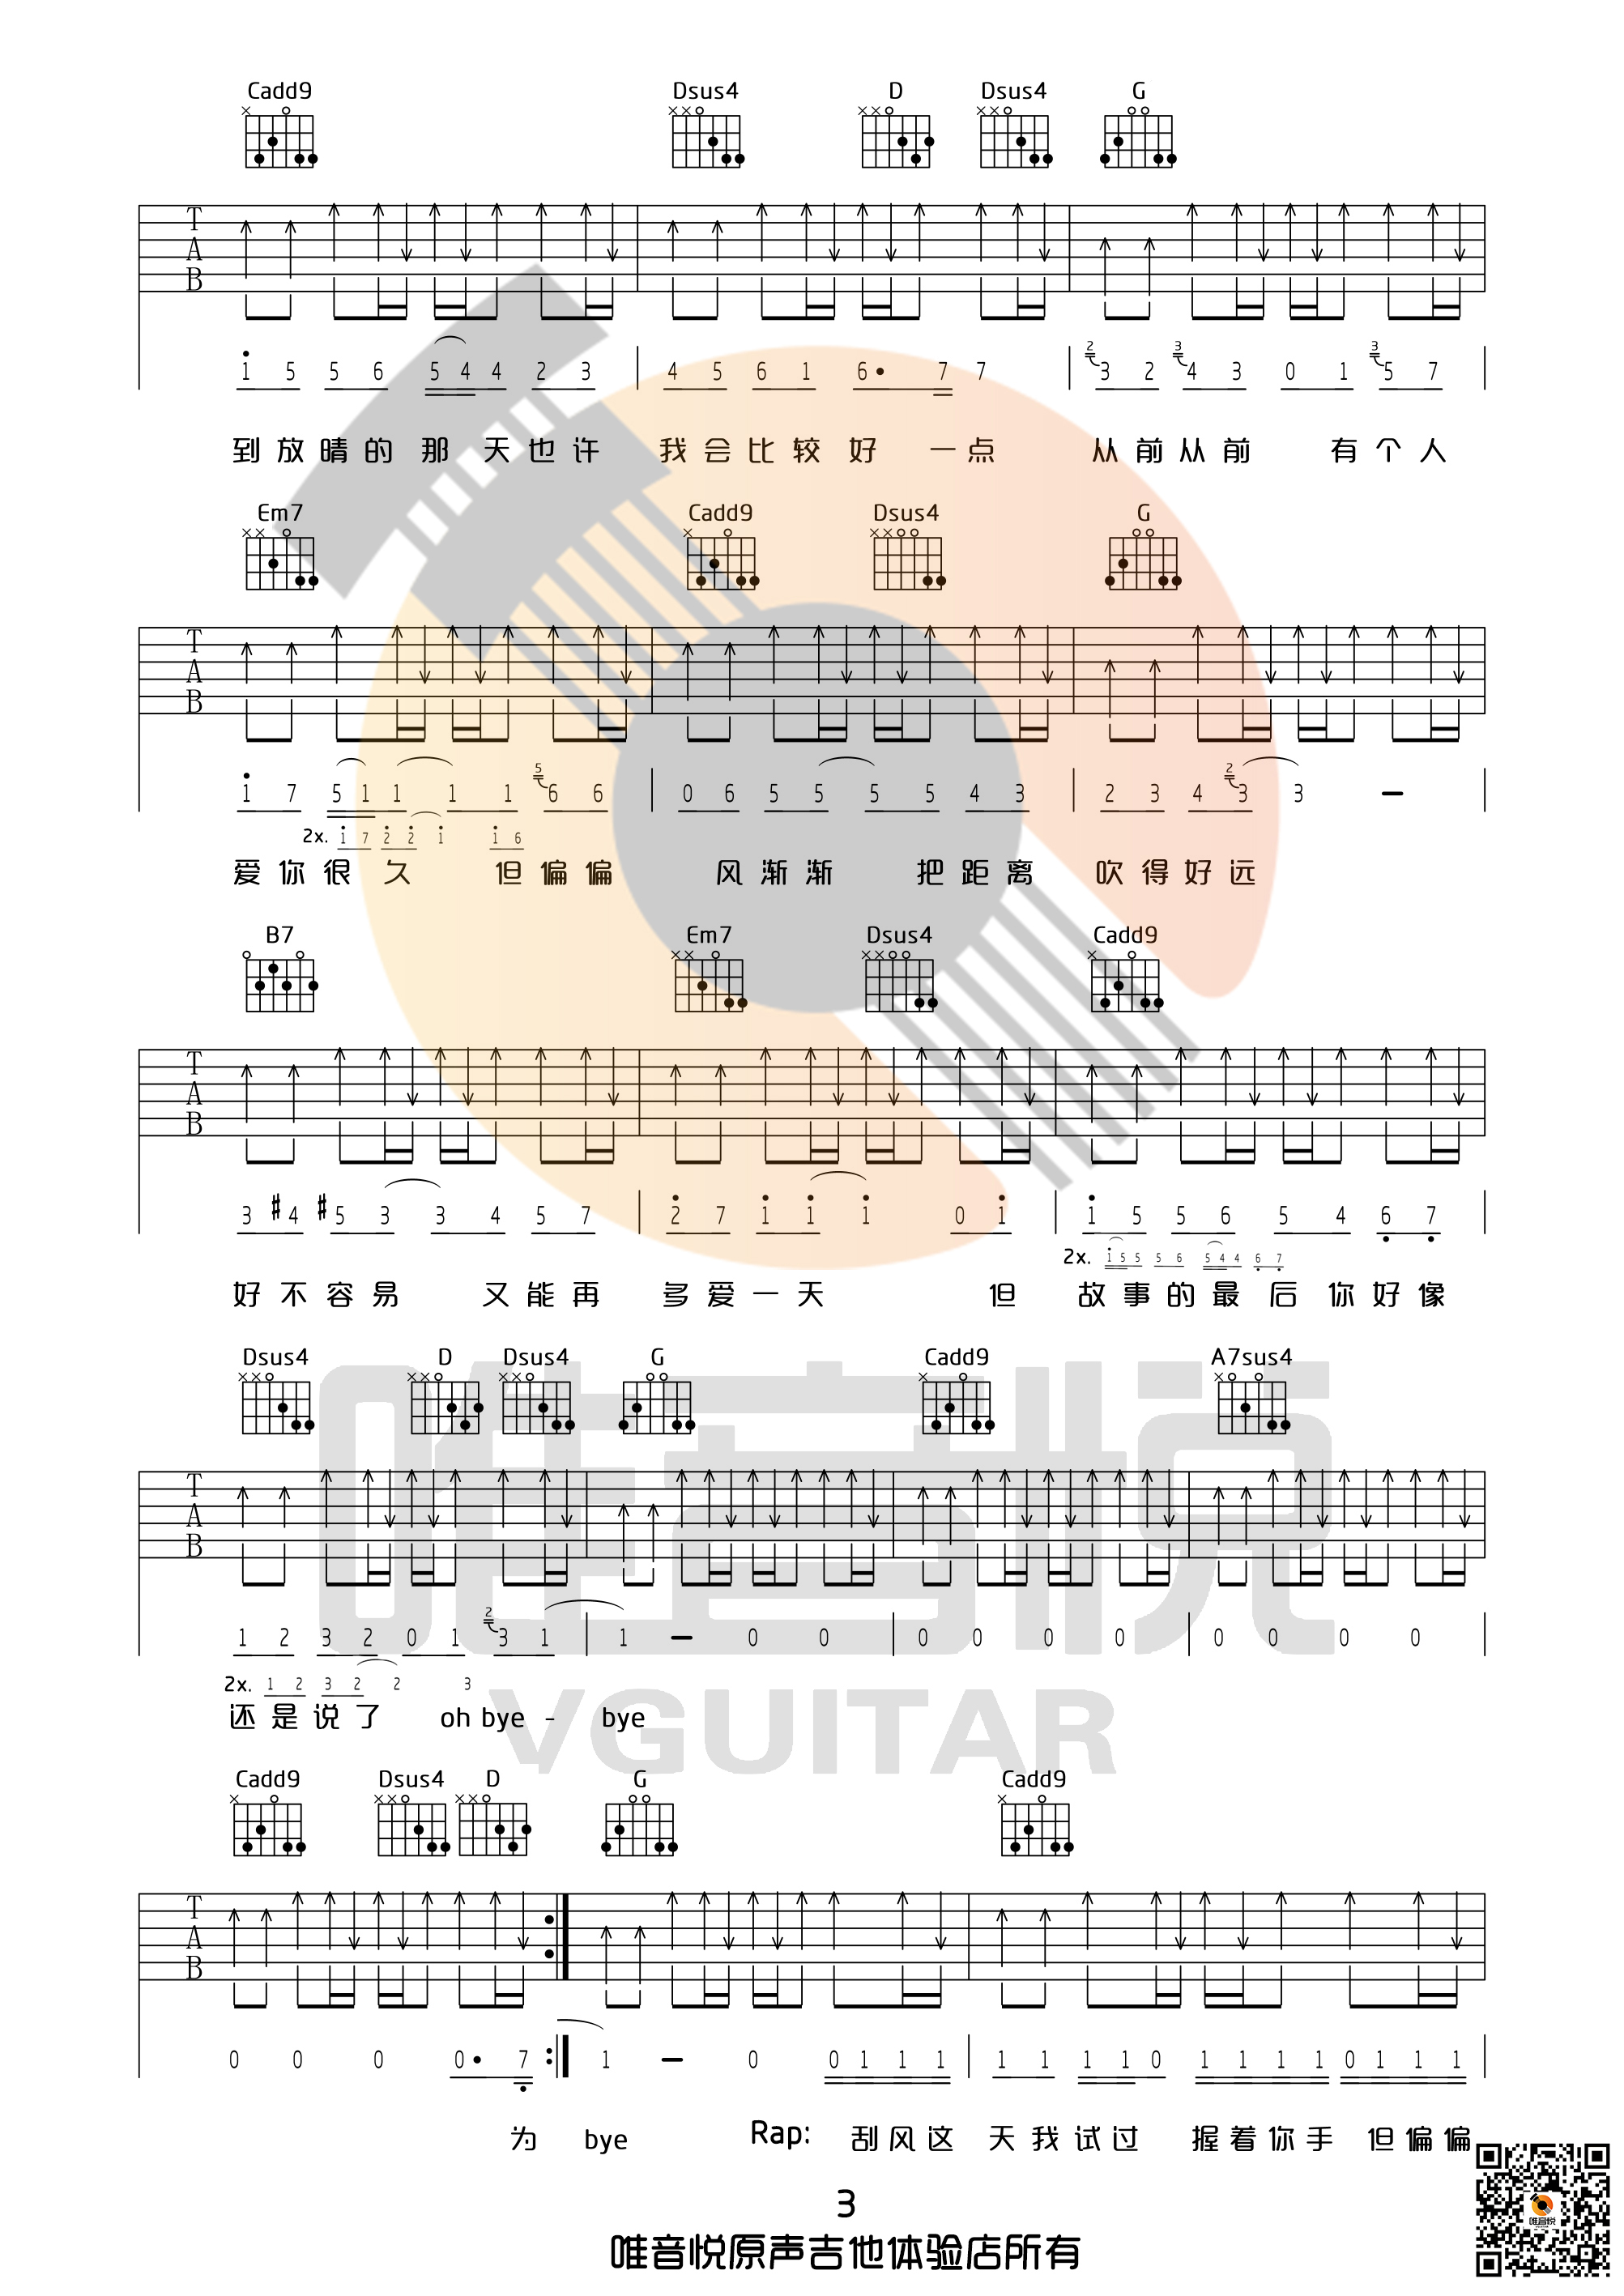 Cadd9 Dsus4 D Dsus4 G
T
A
B
1 5 5 6 5 4 4 2 3 4 5 6 1 6· 7 7 2 3 2 3 4 3 0 1 3 5 7
到放晴的那天也许 我会比较好一点 从前从前 有个人
Em7 Cadd9 Dsus4 G
T
A
B
1 7 5 1 1 1 1 5 6 6 0 6 5 5 5 5 4 3 2 3 4 2 3 3 –
2x. 1 7 2 2 1 1 6
爱你很久 但偏偏 风渐渐 把距离 吹得好远
B7 Em7 Dsus4 Cadd9
T
A
B
3 #4 #5 3 3 4 5 7 2 7 1 1 1 0 1 1 5 5 6 5 4 6 7
2x. 1 5 5 5 6 5 4 4 6 7
好不容易 又能再 多爱一天 但 故事的最后你好像
Dsus4 D Dsus4 G Cadd9 A7sus4
T
A
B
1 2 3 2 0 1 2 3 1 1 – 0 0 0 0 0 0 0 0 0 0
2x. 1 2 3 2 2 3
还是说了 oh bye - bye
唯音悦
VGUITAR
Cadd9 Dsus4 D G Cadd9
T
A
B
0 0 0 0· 7 1 – 0 0 1 1 1 1 1 1 1 0 1 1 1 1 0 1 1 1
为 bye Rap: 刮风这 天我试过 握着你手 但偏偏
3
唯音悦原声吉他体验店所有
唯音悦